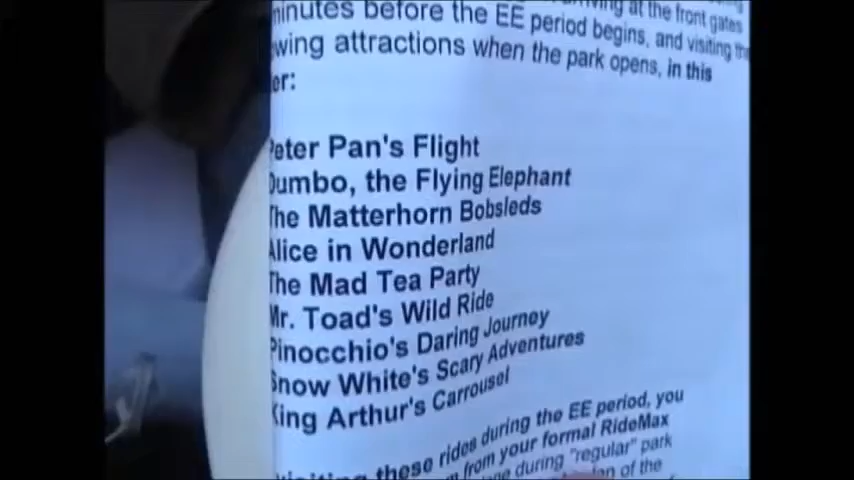 minutes before the EE period begins, and visiting the
wing attractions when the park opens, in this
er:
Peter Pan's Flight
Dumbo, the Flying Elephant
The Matterhorn Bobsleds
Alice in Wonderland
The Mad Tea Party
Mr. Toad's Wild Ride
Pinocchio's Daring Journey
Snow White's Scary Adventures
King Arthur's Carrousel
these rides during the EE period, you
from your formal RideMax
during "regular" park
of the